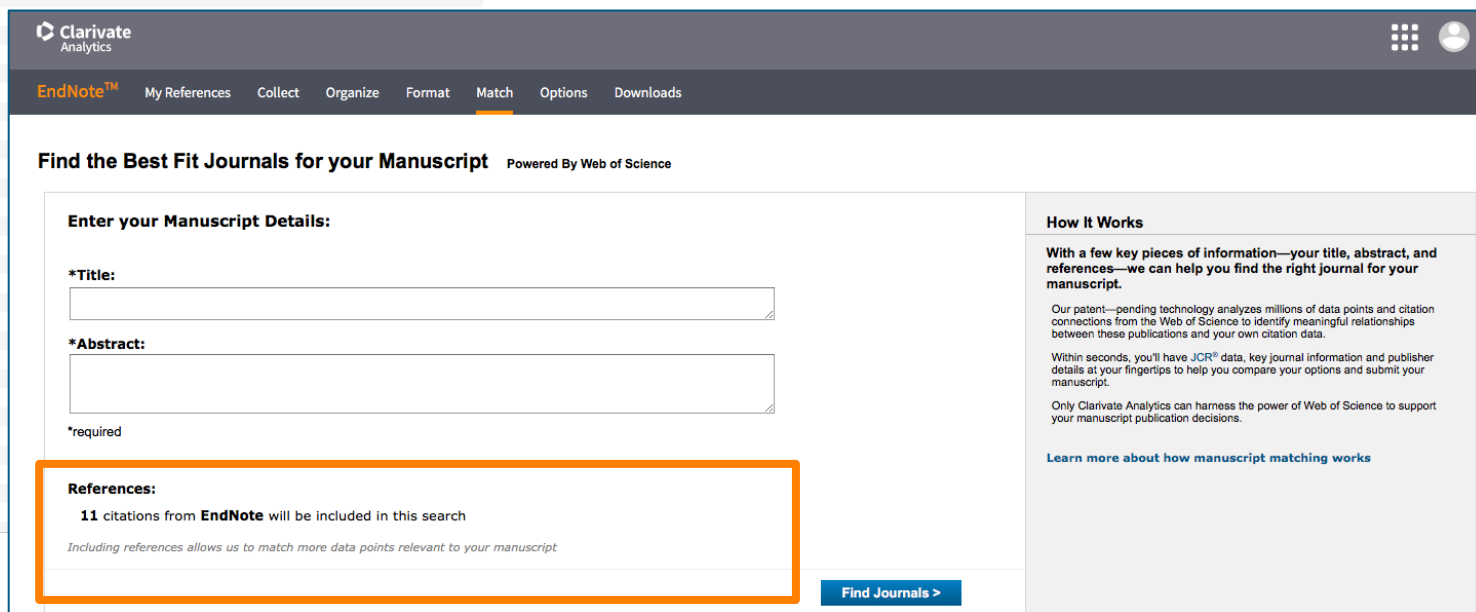 Clarivate
Analytics
EndNote™ My References Collect Organize Format Match Options Downloads
Find the Best Fit Journals for your Manuscript Powered By Web of Science
Enter your Manuscript Details:
*Title:
*Abstract:
*required
References:
11 citations from EndNote will be included in this search
Including references allows us to match more data points relevant to your manuscript
Find Journals >
How It Works
With a few key pieces of information—your title, abstract, and
references—we can help you find the right journal for your
manuscript.
Our patent—pending technology analyzes millions of data points and citation
connections from the Web of Science to identify meaningful relationships
between these publications and your own citation data.
Within seconds, you'll have JCR® data, key journal information and publisher
details at your fingertips to help you compare your options and submit your
manuscript.
Only Clarivate Analytics can harness the power of Web of Science to support
your manuscript publication decisions.
Learn more about how manuscript matching works